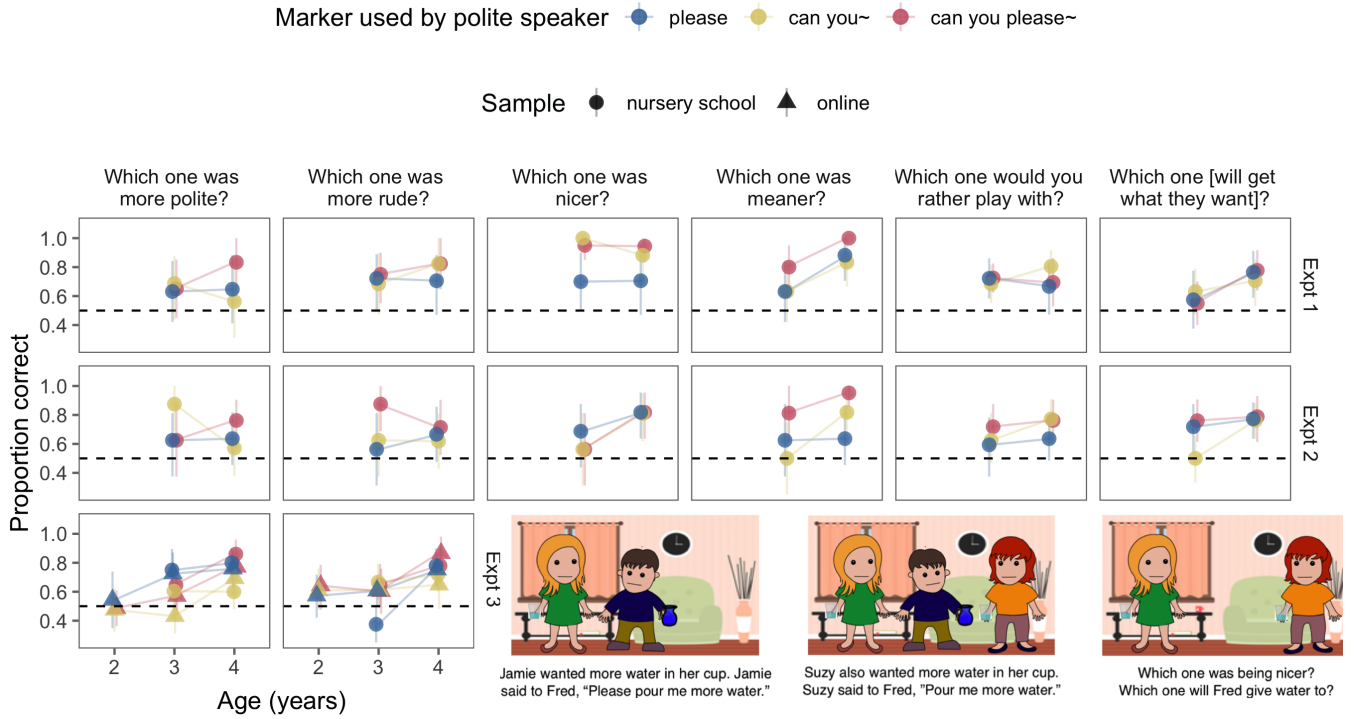 Marker used by polite speaker please can you~ can you please~
Sample nursery school online
Which one was
more polite?
Which one was
more rude?
Which one was
nicer?
Which one was
meaner?
Which one would you
rather play with?
Which one [will get
what they want]?
Proportion correct
1.0
0.8
0.6
0.4
Expt 1
1.0
0.8
0.6
0.4
Expt 2
1.0
0.8
0.6
0.4
Expt 3
2 3 4
2 3 4
Age (years)
Jamie wanted more water in her cup. Jamie
said to Fred, “Please pour me more water.”
Suzy also wanted more water in her cup.
Suzy said to Fred, ”Pour me more water.”
Which one was being nicer?
Which one will Fred give water to?